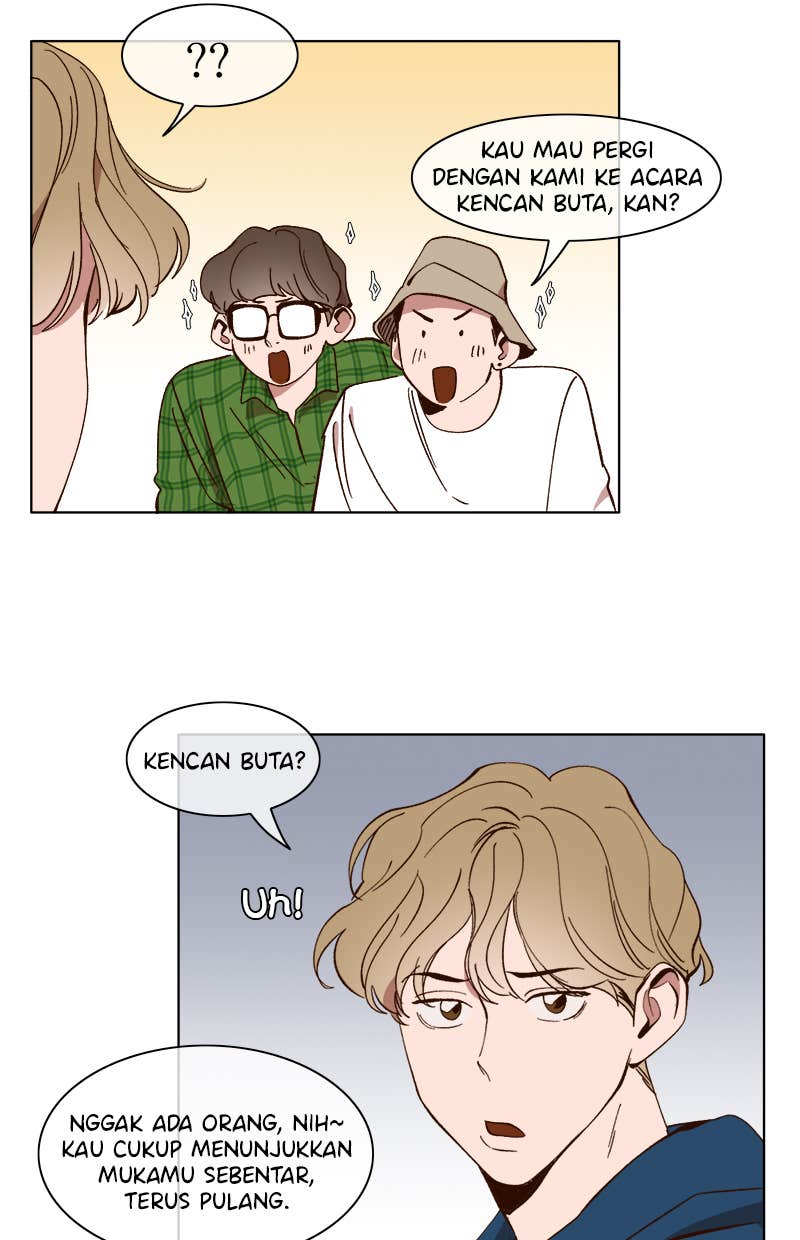 ??
KAU MAU PERGI
DENGAN KAMI KE ACARA
KENCAN BUTA, KAN?
KENCAN BUTA?
Uh!
NGGAK ADA ORANG, NIH~
KAU CUKUP MENUNJUKKAN
MUKAMU SEBENTAR,
TERUS PULANG.